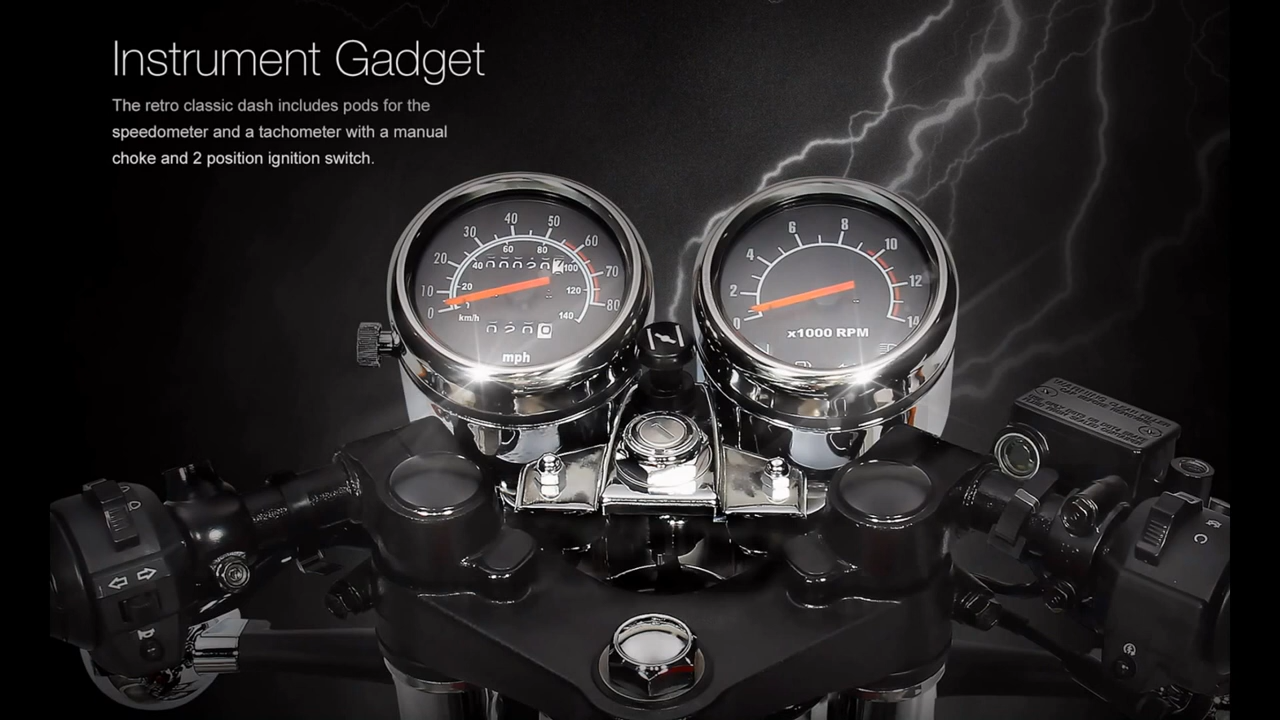 Instrument Gadget
The retro classic dash includes pods for the
speedometer and a tachometer with a manual
choke and 2 position ignition switch.
0 10 20 30 40 50 60 70 80
20 40 60 80 100 120 140
km/h
mph
0 2 4 6 8 10 12 14
x1000 RPM